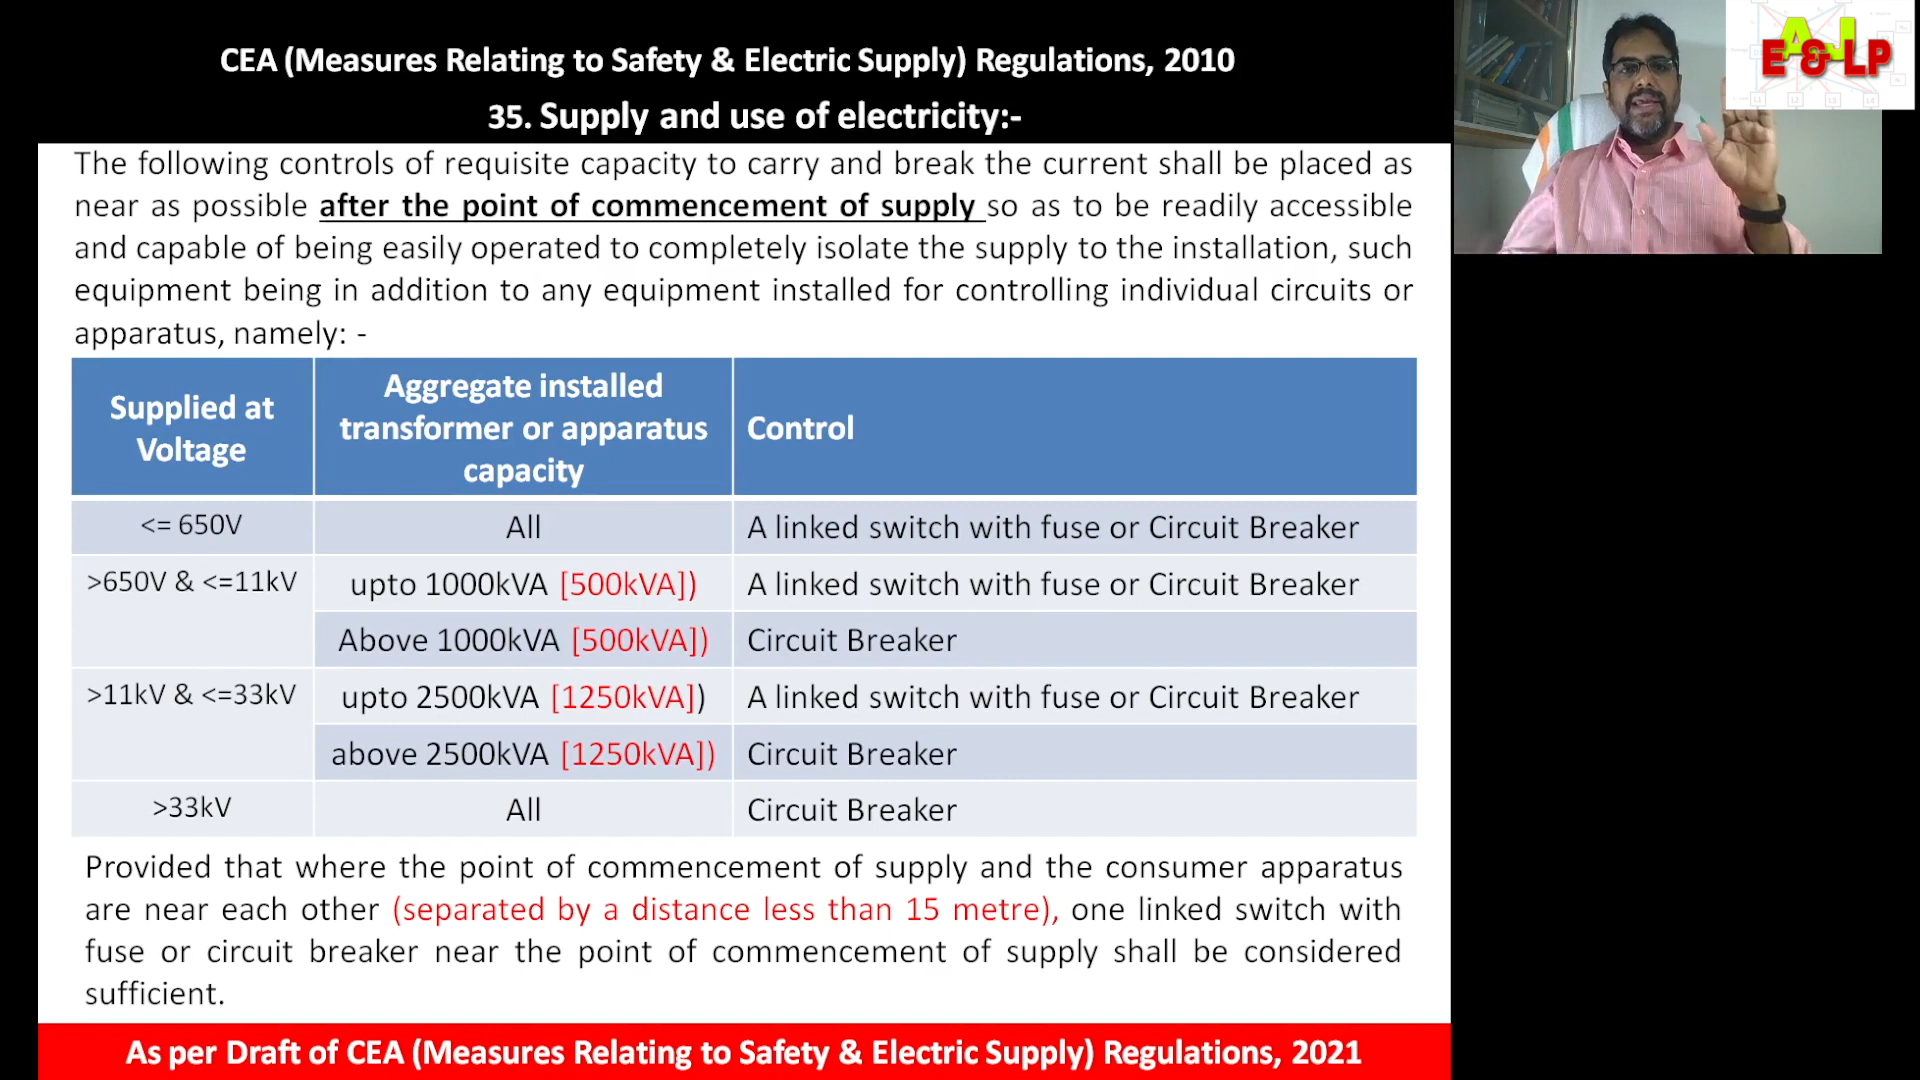 CEA (Measures Relating to Safety & Electric Supply) Regulations, 2010
35. Supply and use of electricity:-
The following controls of requisite capacity to carry and break the current shall be placed as
near as possible after the point of commencement of supply so as to be readily accessible
and capable of being easily operated to completely isolate the supply to the installation, such
equipment being in addition to any equipment installed for controlling individual circuits or
apparatus, namely: -
Supplied at
Voltage
Aggregate installed
transformer or apparatus
capacity
Control
<= 650V
All
A linked switch with fuse or Circuit Breaker
>650V & <=11kV
upto 1000kVA [500kVA])
A linked switch with fuse or Circuit Breaker
Above 1000kVA [500kVA])
Circuit Breaker
>11kV & <=33kV
upto 2500kVA [1250kVA])
A linked switch with fuse or Circuit Breaker
above 2500kVA [1250kVA])
Circuit Breaker
>33kV
All
Circuit Breaker
Provided that where the point of commencement of supply and the consumer apparatus
are near each other (separated by a distance less than 15 metre), one linked switch with
fuse or circuit breaker near the point of commencement of supply shall be considered
sufficient.
As per Draft of CEA (Measures Relating to Safety & Electric Supply) Regulations, 2021
AJ
E & LP